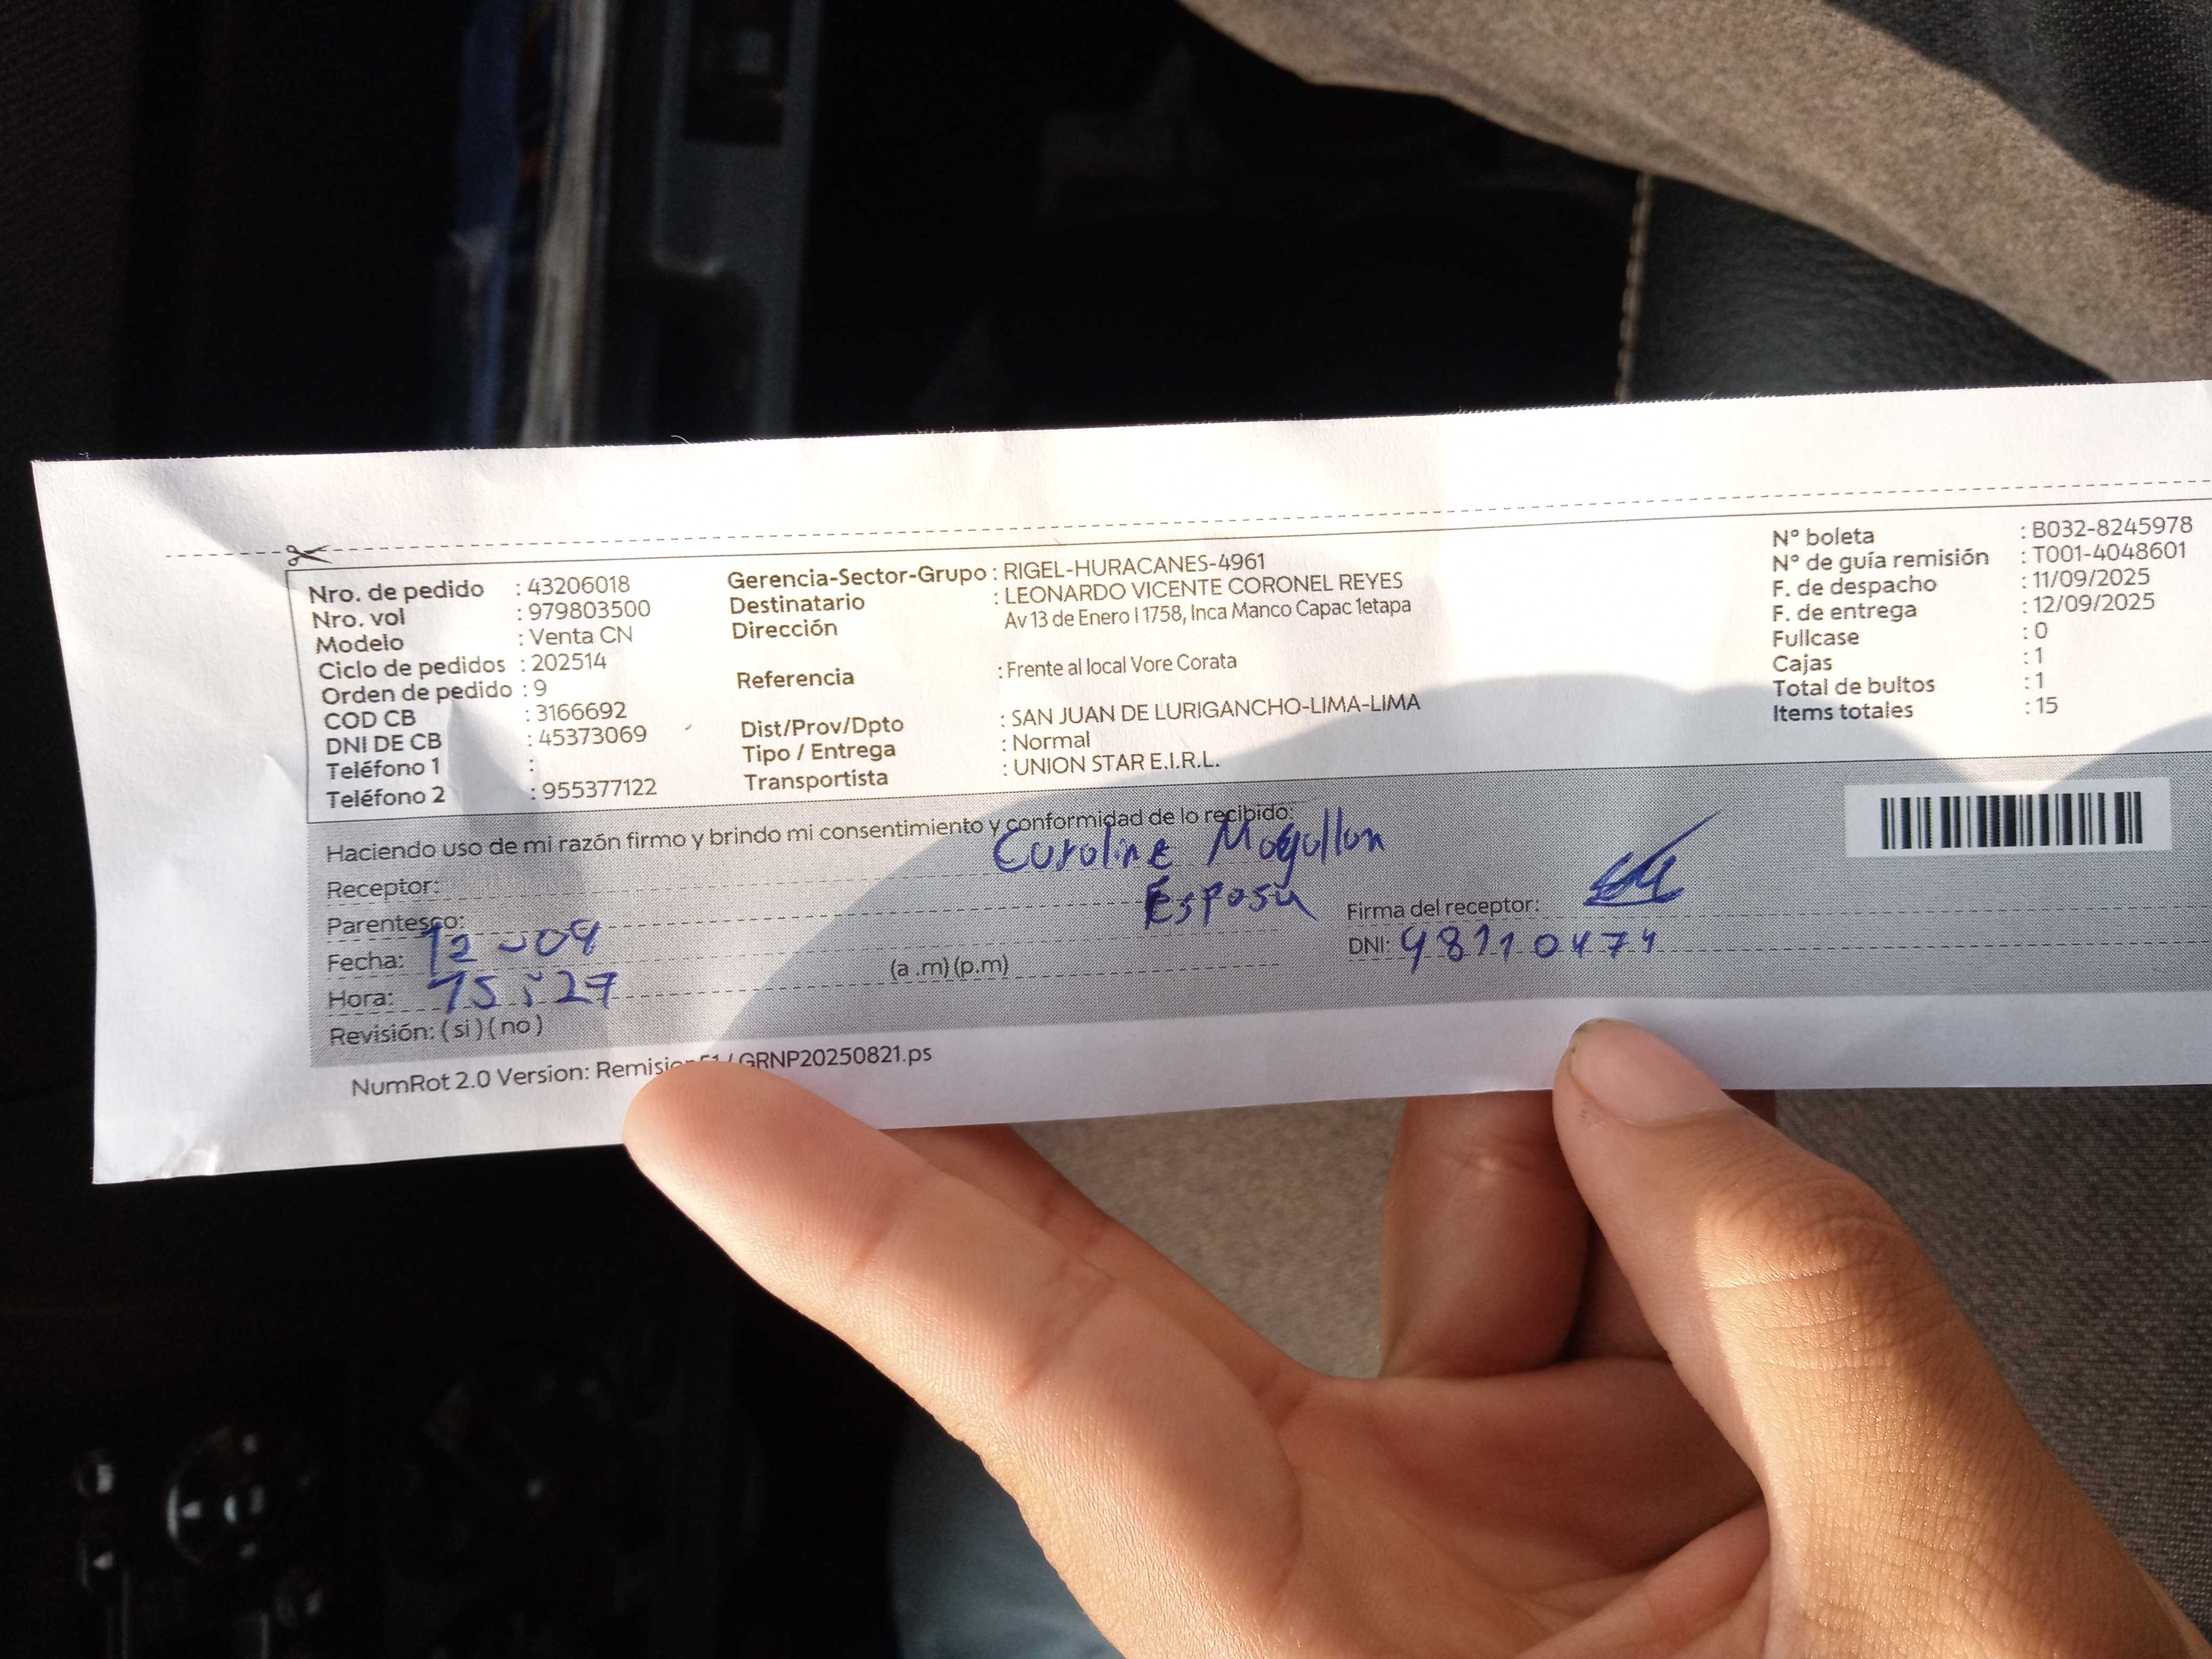 Nro. de pedido : 43206018
Nro. vol : 979803500
Modelo : Venta CN
Ciclo de pedidos : 202514
Orden de pedido : 9
COD CB : 3166692
DNI DE CB : 45373069
Teléfono 1 :
Teléfono 2 : 955377122
Gerencia-Sector-Grupo : RIGEL-HURACANES-4961
Destinatario : LEONARDO VICENTE CORONEL REYES
Dirección Av 13 de Enero I 1758, Inca Manco Capac 1etapa
Referencia : Frente al local Vore Corata
Dist/Prov/Dpto : SAN JUAN DE LURIGANCHO-LIMA-LIMA
Tipo / Entrega : Normal
Transportista : UNION STAR E.I.R.L.
N° boleta : B032-8245978
N° de guía remisión : T001-4048601
F. de despacho : 11/09/2025
F. de entrega : 12/09/2025
Fullcase : 0
Cajas : 1
Total de bultos : 1
Items totales : 15
Haciendo uso de mi razón firmo y brindo mi consentimiento y conformidad de lo recibido:
Receptor: Caroline Mogollon
Parentesco: Esposa
Fecha: 12-09
Hora: 15:27 (a .m) (p.m)
Revisión: (si) (no)
Firma del receptor:
DNI: 48110474
NumRot 2.0 Version: GRNP20250821.ps